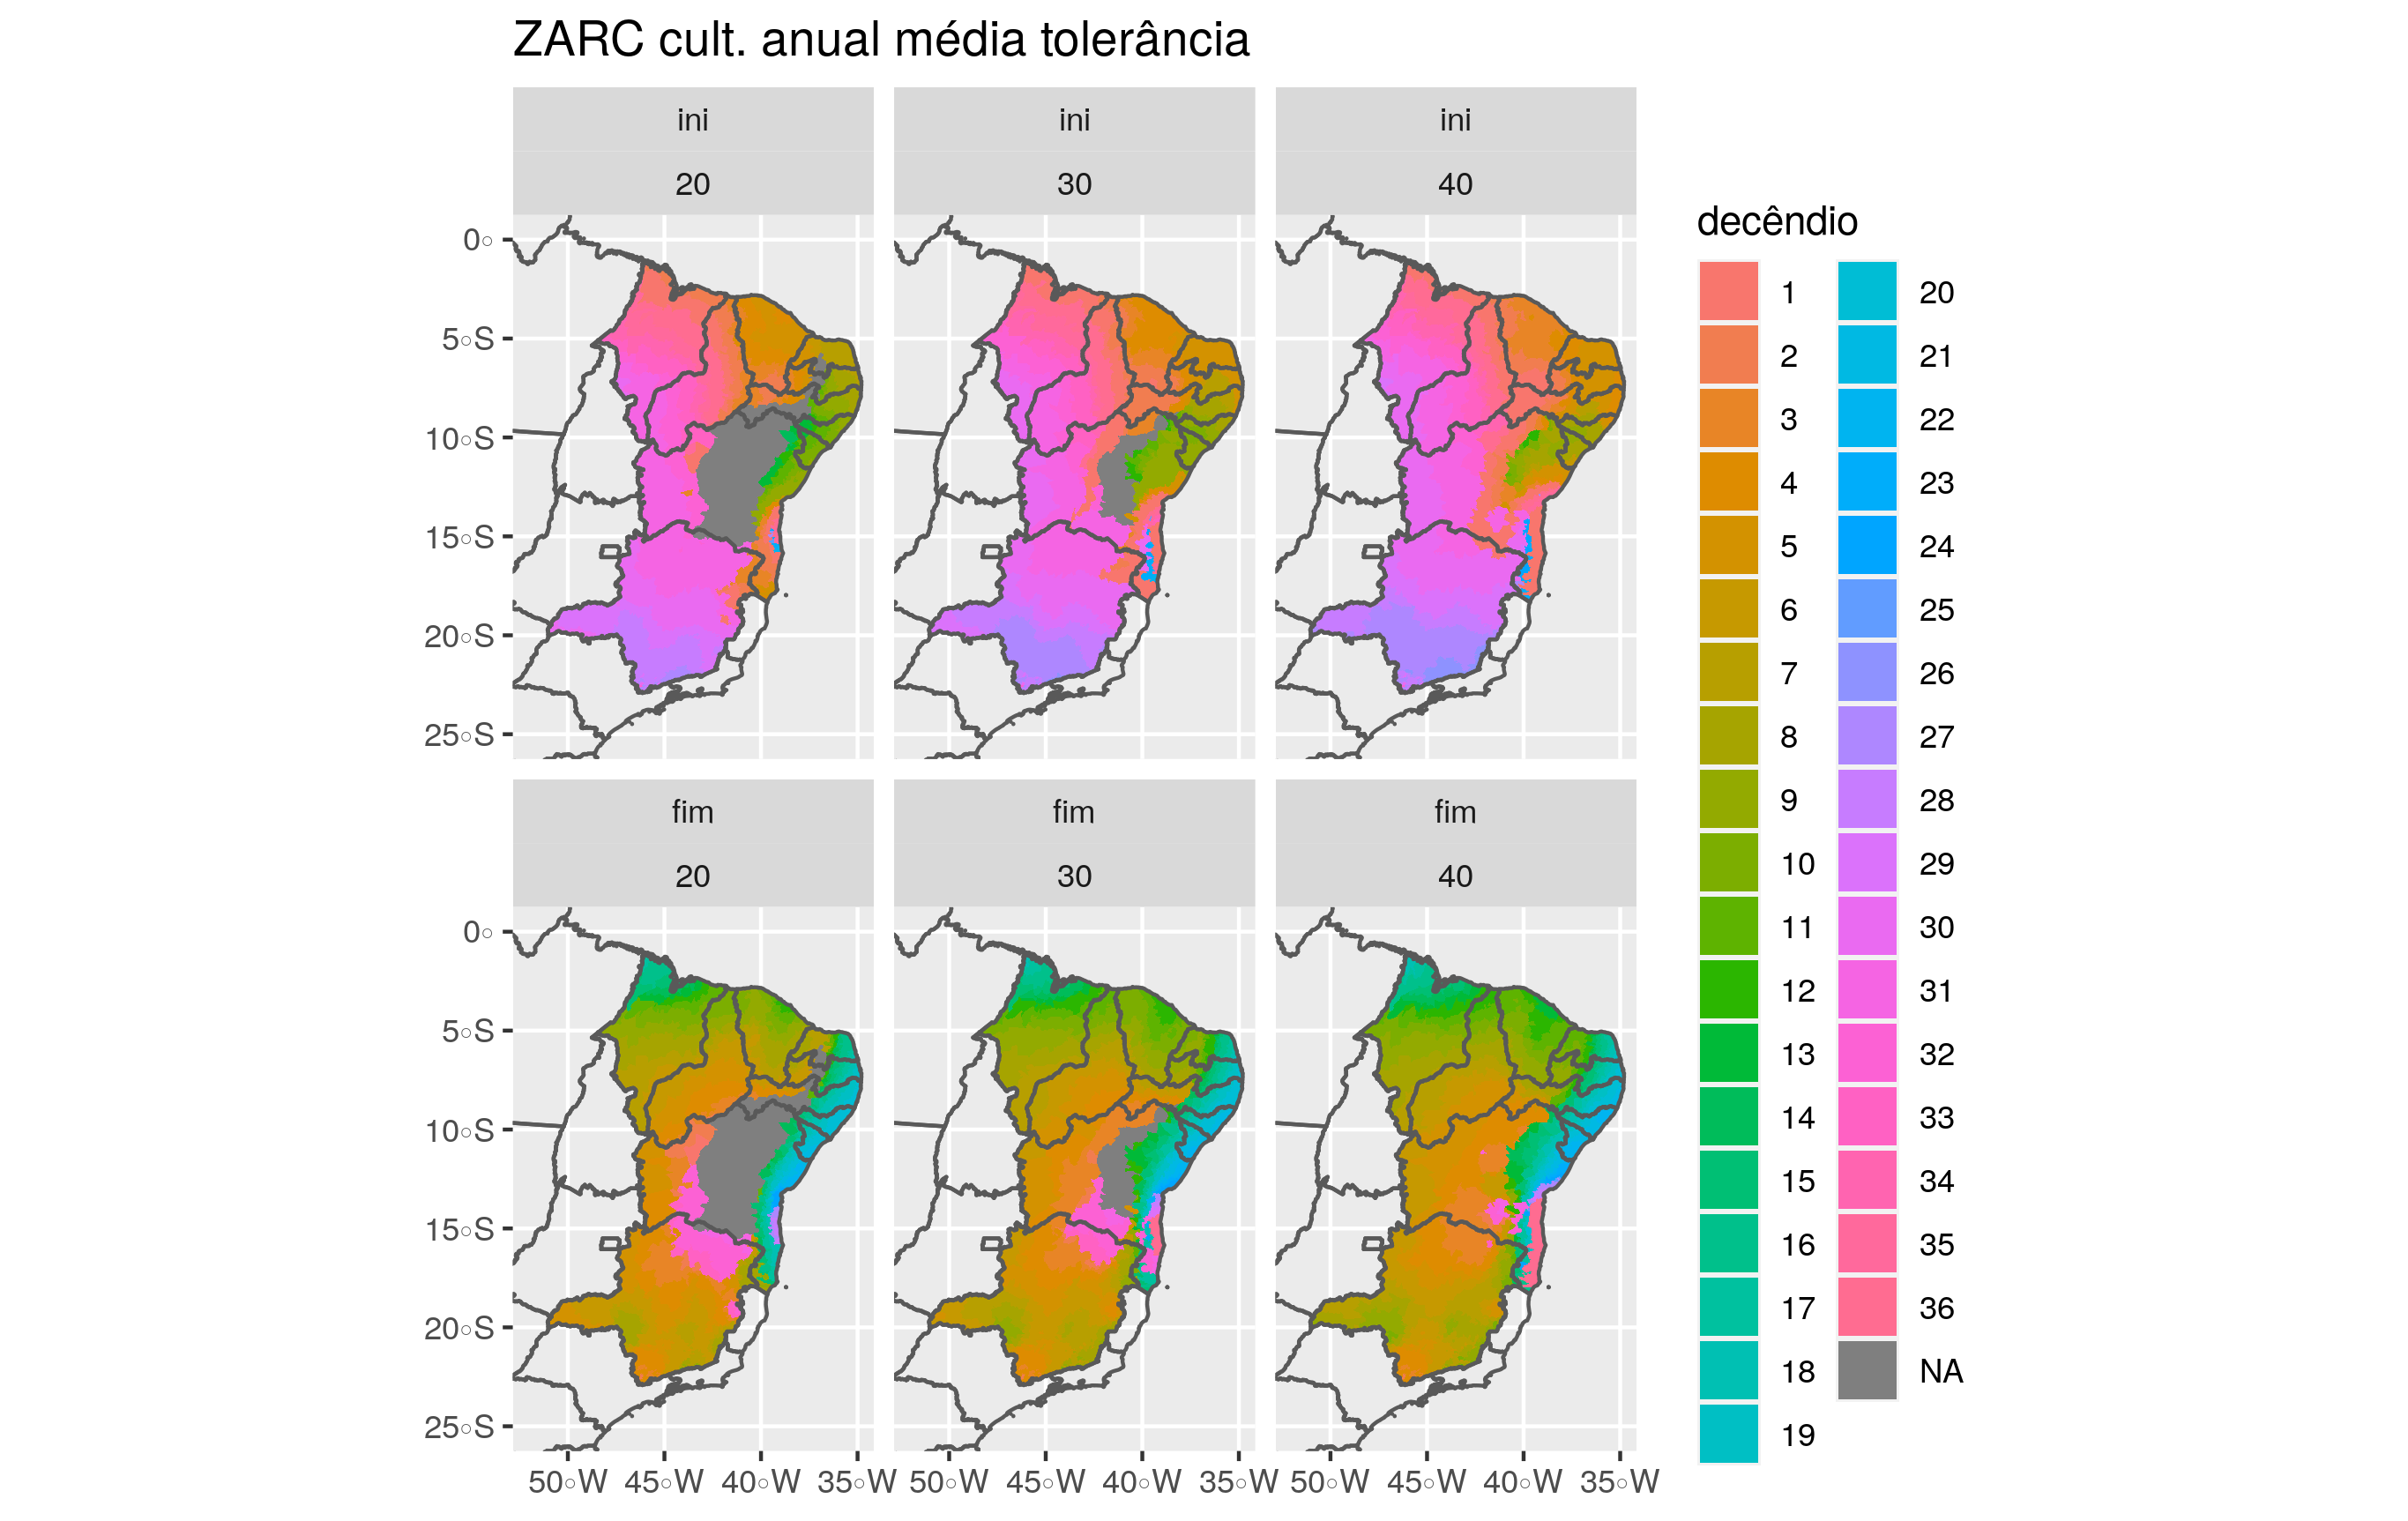 ZARC cult. anual média tolerância
ini ini ini
20 30 40
0°
5°S
10°S
15°S
20°S
25°S
fim fim fim
20 30 40
0°
5°S
10°S
15°S
20°S
25°S
50°W 45°W 40°W 35°W 50°W 45°W 40°W 35°W 50°W 45°W 40°W 35°W
decêndio
1 20
2 21
3 22
4 23
5 24
6 25
7 26
8 27
9 28
10 29
11 30
12 31
13 32
14 33
15 34
16 35
17 36
18 NA
19